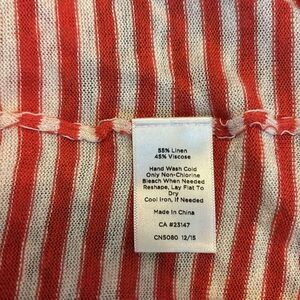 55% Linen
45% Viscose
Hand Wash Cold
Only Non-Chlorine
Bleach When Needed
Reshape, Lay Flat To
Dry
Cool Iron, If Needed
Made In China
CA #23147
CN5080 12/15